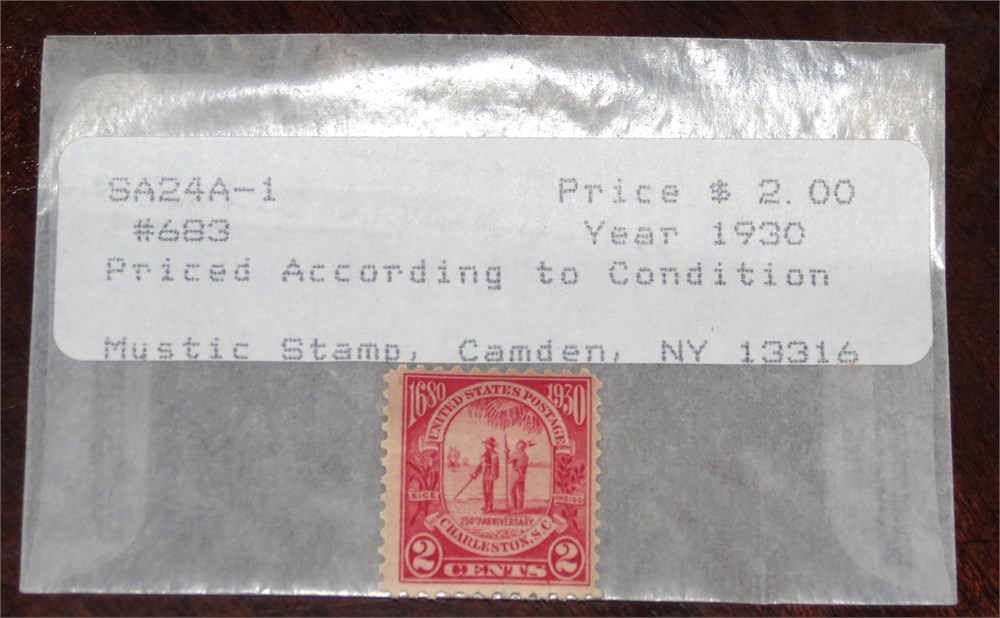 SA24A-1 Price $ 2.00
#683 Year 1930
Priced According to Condition
Mystic Stamp, Camden, NY 13316
1680 1930
UNITED STATES POSTAGE
RICE INDIGO
250TH ANNIVERSARY
CHARLESTON, S.C.
2 CENTS 2